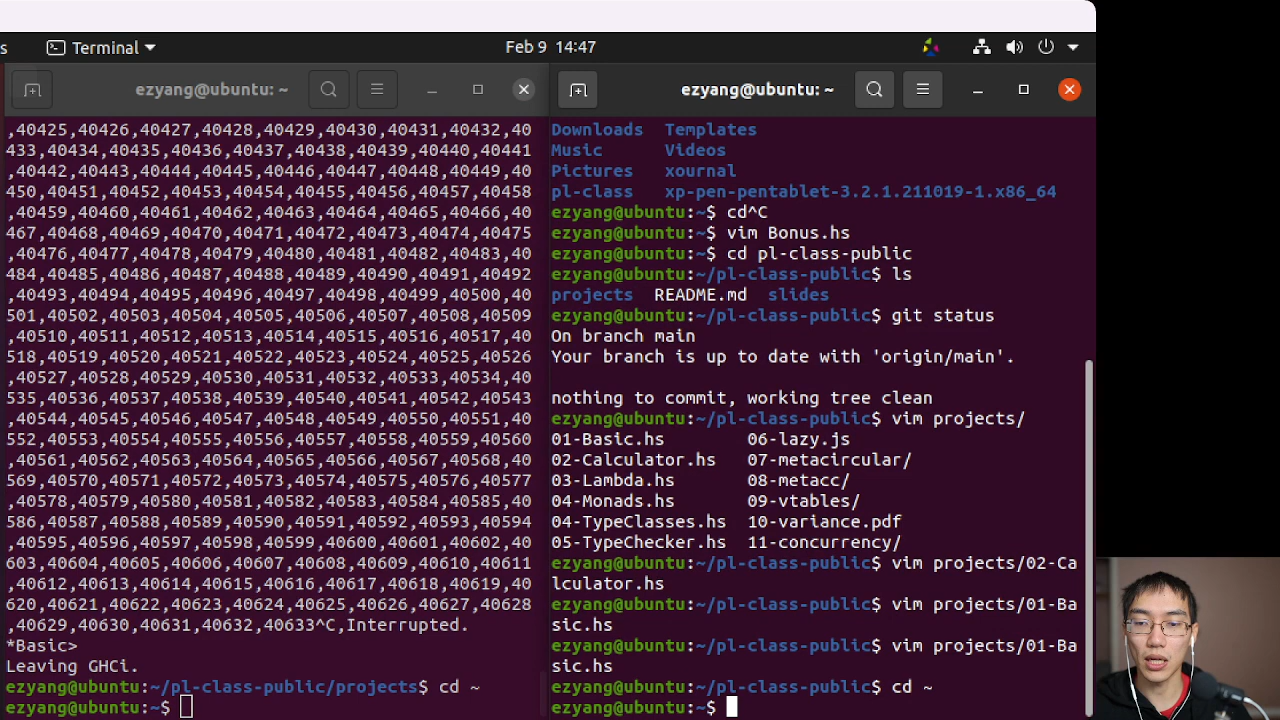 s
Terminal
Feb 9 14:47
ezyang@ubuntu: ~
,40425,40426,40427,40428,40429,40430,40431,40432,40
433,40434,40435,40436,40437,40438,40439,40440,40441
,40442,40443,40444,40445,40446,40447,40448,40449,40
450,40451,40452,40453,40454,40455,40456,40457,40458
,40459,40460,40461,40462,40463,40464,40465,40466,40
467,40468,40469,40470,40471,40472,40473,40474,40475
,40476,40477,40478,40479,40480,40481,40482,40483,40
484,40485,40486,40487,40488,40489,40490,40491,40492
,40493,40494,40495,40496,40497,40498,40499,40500,40
501,40502,40503,40504,40505,40506,40507,40508,40509
,40510,40511,40512,40513,40514,40515,40516,40517,40
518,40519,40520,40521,40522,40523,40524,40525,40526
,40527,40528,40529,40530,40531,40532,40533,40534,40
535,40536,40537,40538,40539,40540,40541,40542,40543
,40544,40545,40546,40547,40548,40549,40550,40551,40
552,40553,40554,40555,40556,40557,40558,40559,40560
,40561,40562,40563,40564,40565,40566,40567,40568,40
569,40570,40571,40572,40573,40574,40575,40576,40577
,40578,40579,40580,40581,40582,40583,40584,40585,40
586,40587,40588,40589,40590,40591,40592,40593,40594
,40595,40596,40597,40598,40599,40600,40601,40602,40
603,40604,40605,40606,40607,40608,40609,40610,40611
,40612,40613,40614,40615,40616,40617,40618,40619,40
620,40621,40622,40623,40624,40625,40626,40627,40628
,40629,40630,40631,40632,40633^C,Interrupted.
*Basic>
Leaving GHCi.
ezyang@ubuntu:~/pl-class-public/projects$ cd ~
ezyang@ubuntu:~$
ezyang@ubuntu: ~
Downloads Templates
Music Videos
Pictures xournal
pl-class xp-pen-pentablet-3.2.1.211019-1.x86_64
ezyang@ubuntu:~$ cd^C
ezyang@ubuntu:~$ vim Bonus.hs
ezyang@ubuntu:~$ cd pl-class-public
ezyang@ubuntu:~/pl-class-public$ ls
projects README.md slides
ezyang@ubuntu:~/pl-class-public$ git status
On branch main
Your branch is up to date with 'origin/main'.
nothing to commit, working tree clean
ezyang@ubuntu:~/pl-class-public$ vim projects/
01-Basic.hs 06-lazy.js
02-Calculator.hs 07-metacircular/
03-Lambda.hs 08-metacc/
04-Monads.hs 09-vtables/
04-TypeClasses.hs 10-variance.pdf
05-TypeChecker.hs 11-concurrency/
ezyang@ubuntu:~/pl-class-public$ vim projects/02-Ca
lculator.hs
ezyang@ubuntu:~/pl-class-public$ vim projects/01-Ba
sic.hs
ezyang@ubuntu:~/pl-class-public$ vim projects/01-Ba
sic.hs
ezyang@ubuntu:~/pl-class-public$ cd ~
ezyang@ubuntu:~$